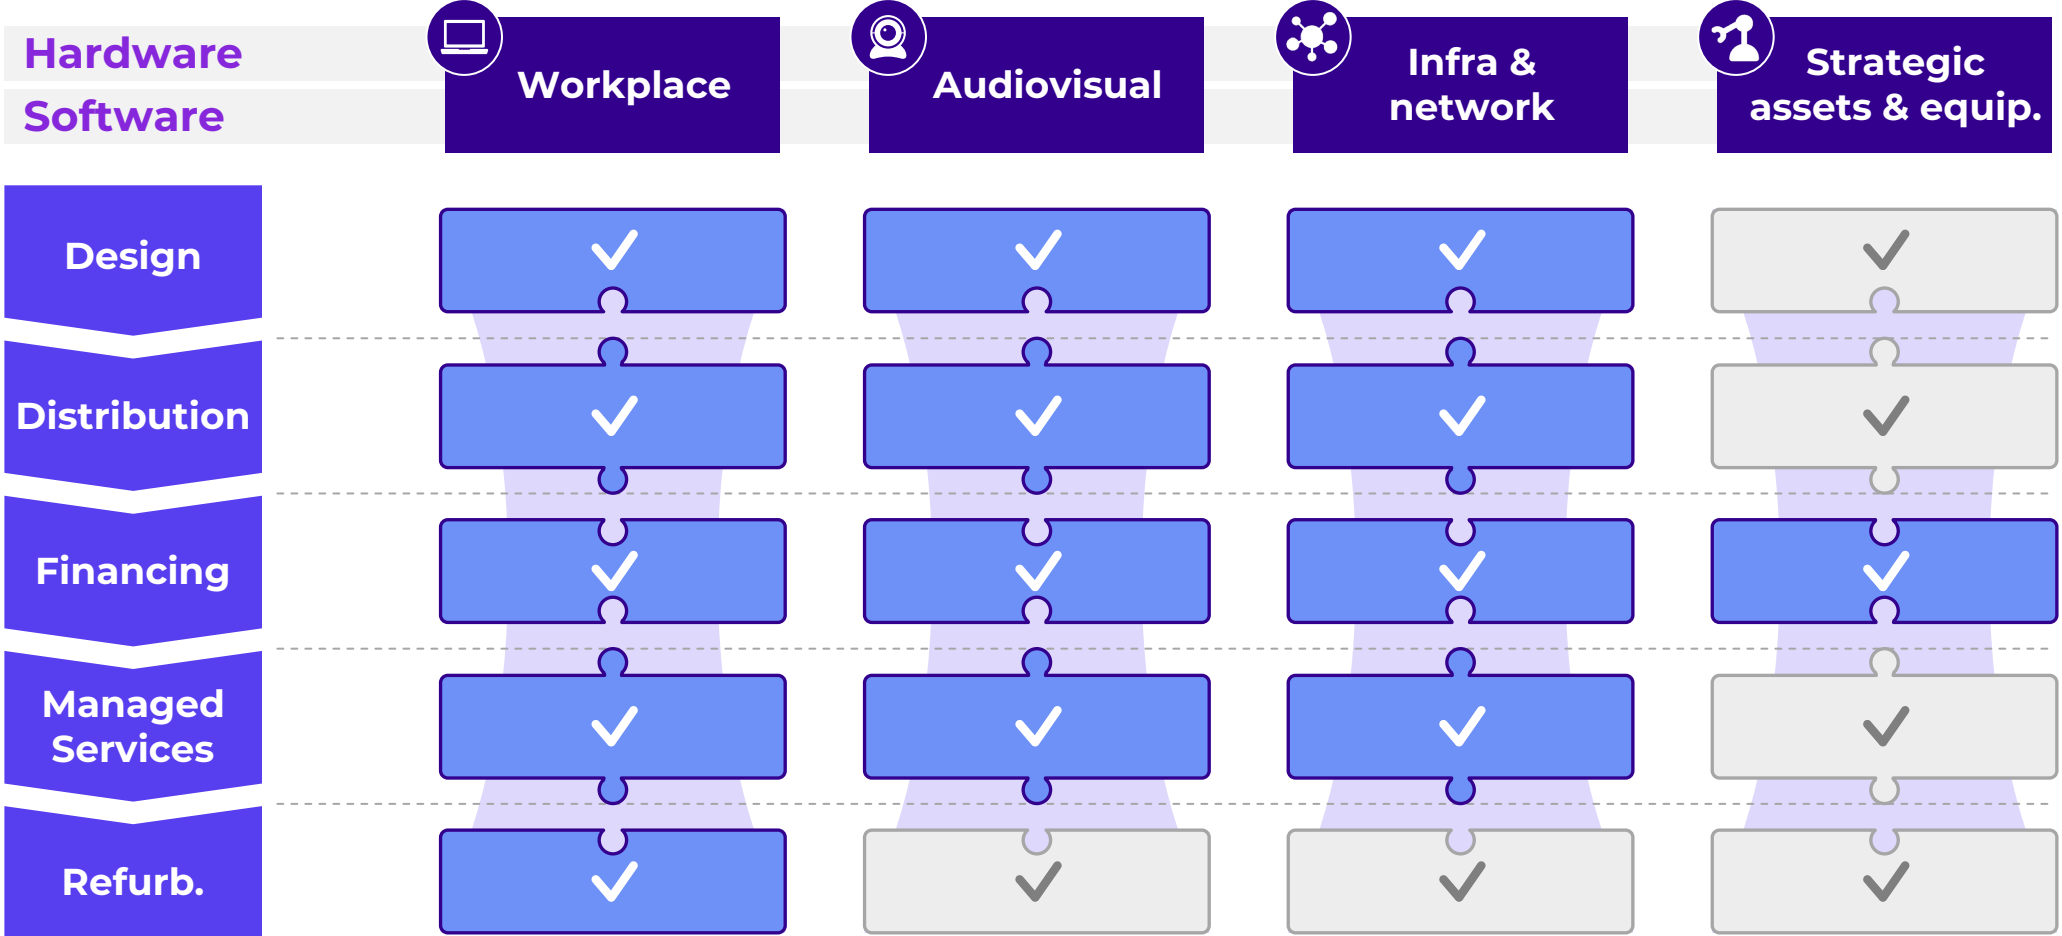 Hardware
Software
Workplace
Audiovisual
Infra &
network
Strategic
assets & equip.
Design
Distribution
Financing
Managed
Services
Refurb.